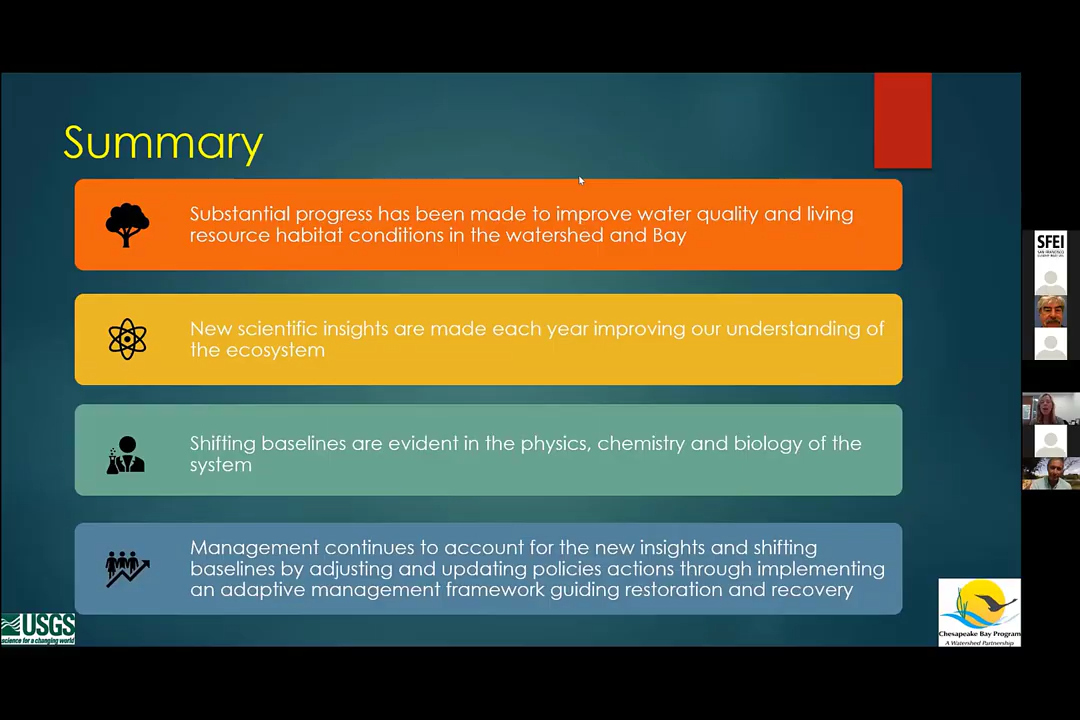 Summary
Substantial progress has been made to improve water quality and living
resource habitat conditions in the watershed and Bay
New scientific insights are made each year improving our understanding of
the ecosystem
Shifting baselines are evident in the physics, chemistry and biology of the
system
Management continues to account for the new insights and shifting
baselines by adjusting and updating policies actions through implementing
an adaptive management framework guiding restoration and recovery
USGS
science for a changing world
Chesapeake Bay Program
A Watershed Partnership
SFEI